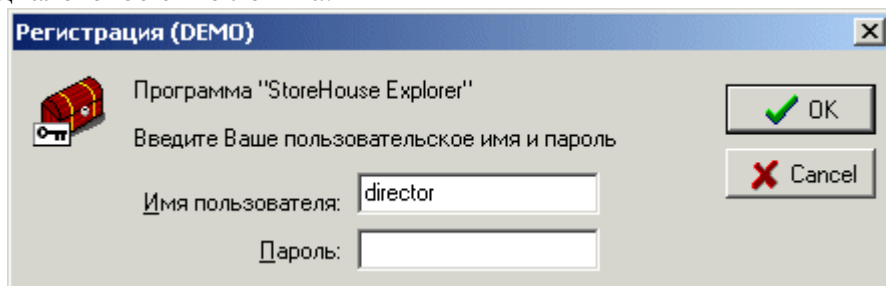 Регистрация (DEMO)
Программа "StoreHouse Explorer"
Введите Ваше пользовательское имя и пароль
OK
Cancel
Имя пользователя: director
Пароль: